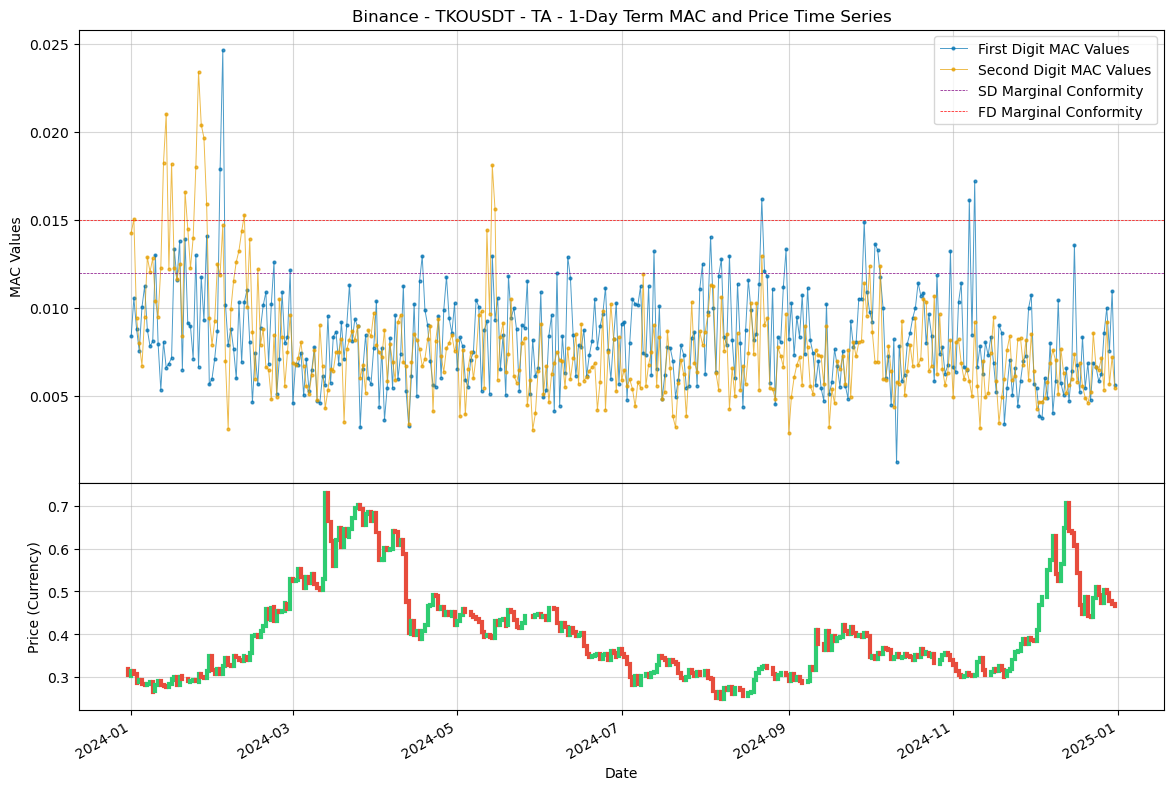 Binance - TKOUSDT - TA - 1-Day Term MAC and Price Time Series
First Digit MAC Values
Second Digit MAC Values
SD Marginal Conformity
FD Marginal Conformity
MAC Values
0.025
0.020
0.015
0.010
0.005
Price (Currency)
0.7
0.6
0.5
0.4
0.3
2024-01
2024-03
2024-05
2024-07
2024-09
2024-11
2025-01
Date